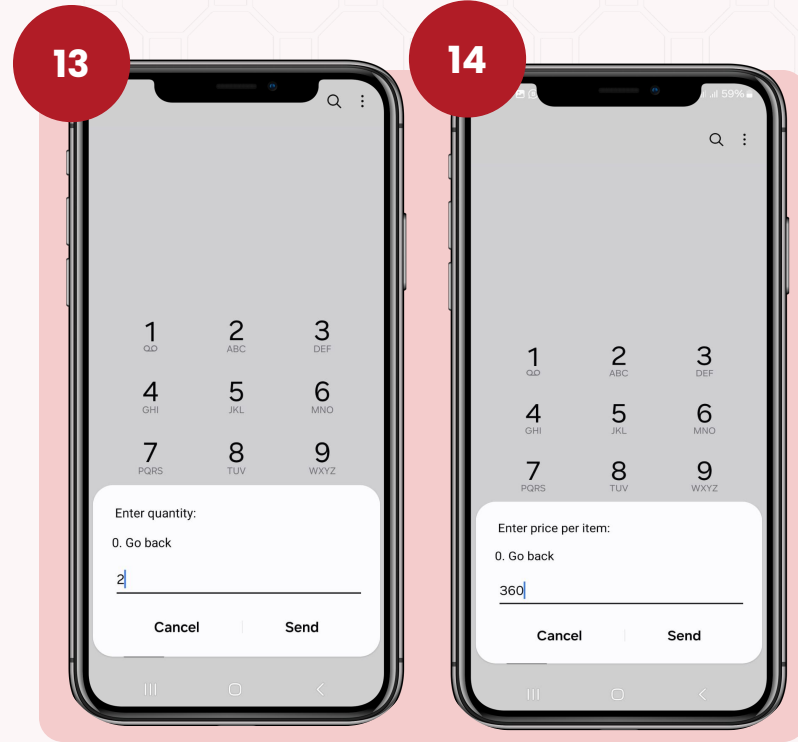 13
1
2
ABC
3
DEF
4
GHI
5
JKL
6
MNO
7
PQRS
8
TUV
9
WXYZ
Enter quantity:
0. Go back
2
Cancel
Send
14
59%
1
2
ABC
3
DEF
4
GHI
5
JKL
6
MNO
7
PQRS
8
TUV
9
WXYZ
Enter price per item:
0. Go back
360
Cancel
Send